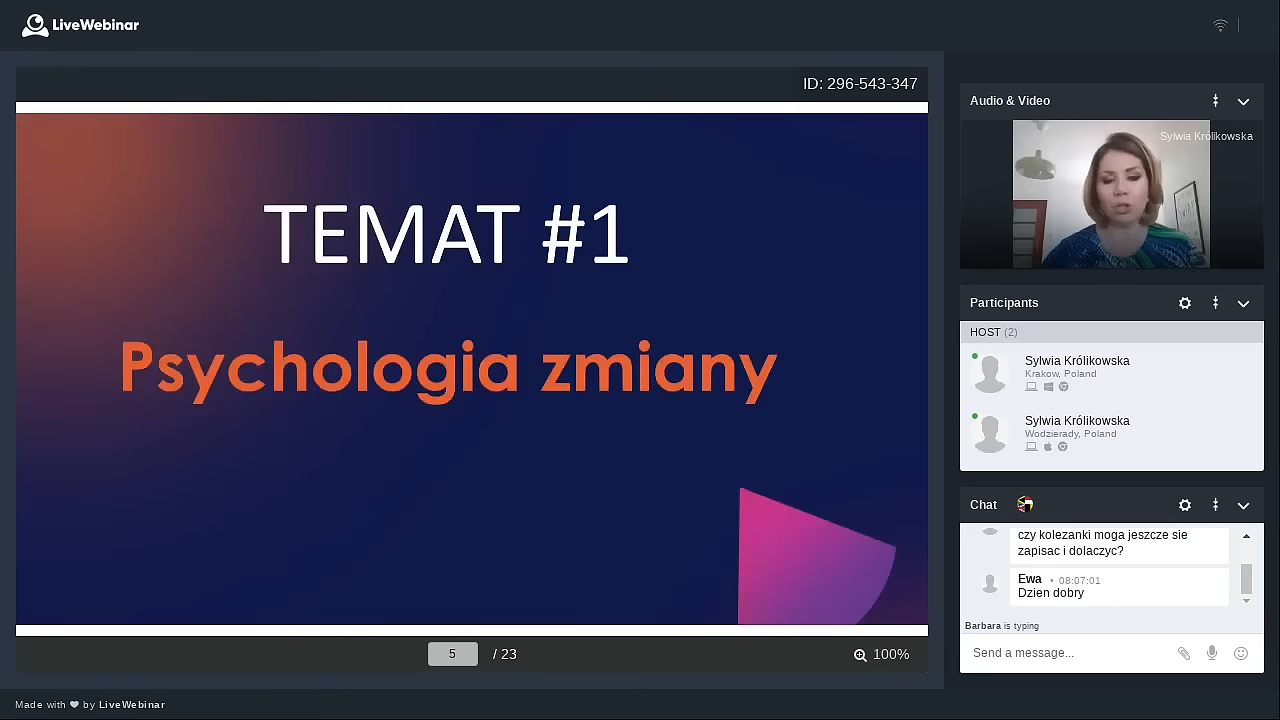 LiveWebinar
ID: 296-543-347
TEMAT #1
Psychologia zmiany
5 / 23
100%
Made with by LiveWebinar
Audio & Video
Sylwia Królikowska
Participants
HOST (2)
Sylwia Królikowska
Krakow, Poland
Sylwia Królikowska
Wodzierady, Poland
Chat
czy kolezanki moga jeszcze sie
zapisac i dolaczyc?
Ewa • 08:07:01
Dzien dobry
Barbara is typing
Send a message...